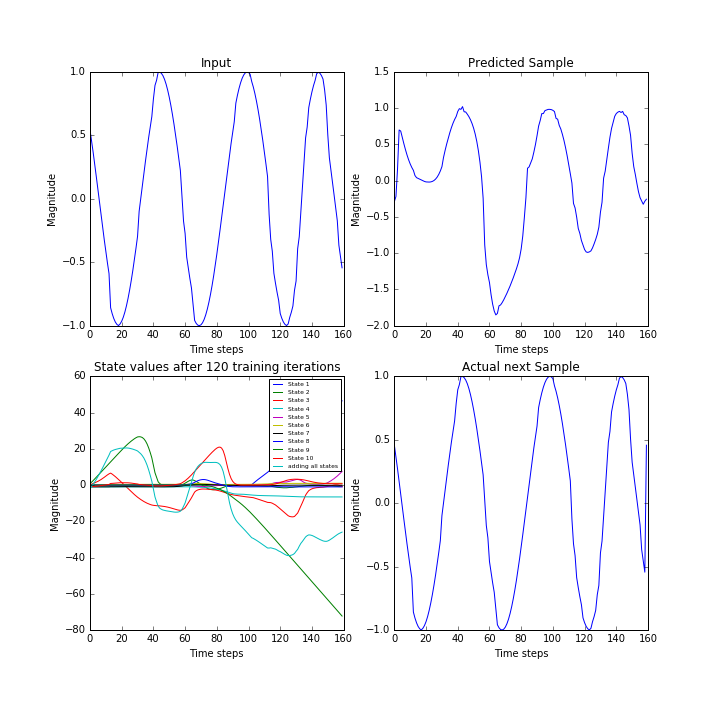 Input
Magnitude
1.0
0.5
0.0
−0.5
−1.0
0 20 40 60 80 100 120 140 160
Time steps
Predicted Sample
Magnitude
1.5
1.0
0.5
0.0
−0.5
−1.0
−1.5
−2.0
0 20 40 60 80 100 120 140 160
Time steps
State values after 120 training iterations
Magnitude
60
40
20
0
−20
−40
−60
−80
0 20 40 60 80 100 120 140 160
Time steps
State 1
State 2
State 3
State 4
State 5
State 6
State 7
State 8
State 9
State 10
adding all states
Actual next Sample
Magnitude
1.0
0.5
0.0
−0.5
−1.0
0 20 40 60 80 100 120 140 160
Time steps